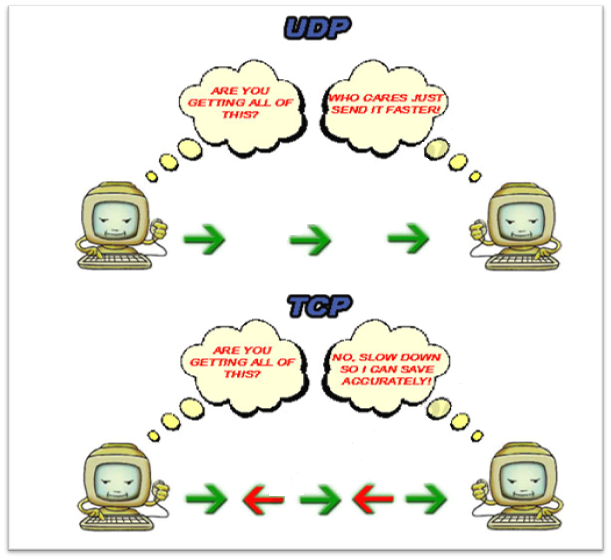 UDP
ARE YOU
GETTING ALL OF
THIS?
WHO CARES JUST
SEND IT FASTER!
TCP
ARE YOU
GETTING ALL OF
THIS?
NO, SLOW DOWN
SO I CAN SAVE
ACCURATELY!